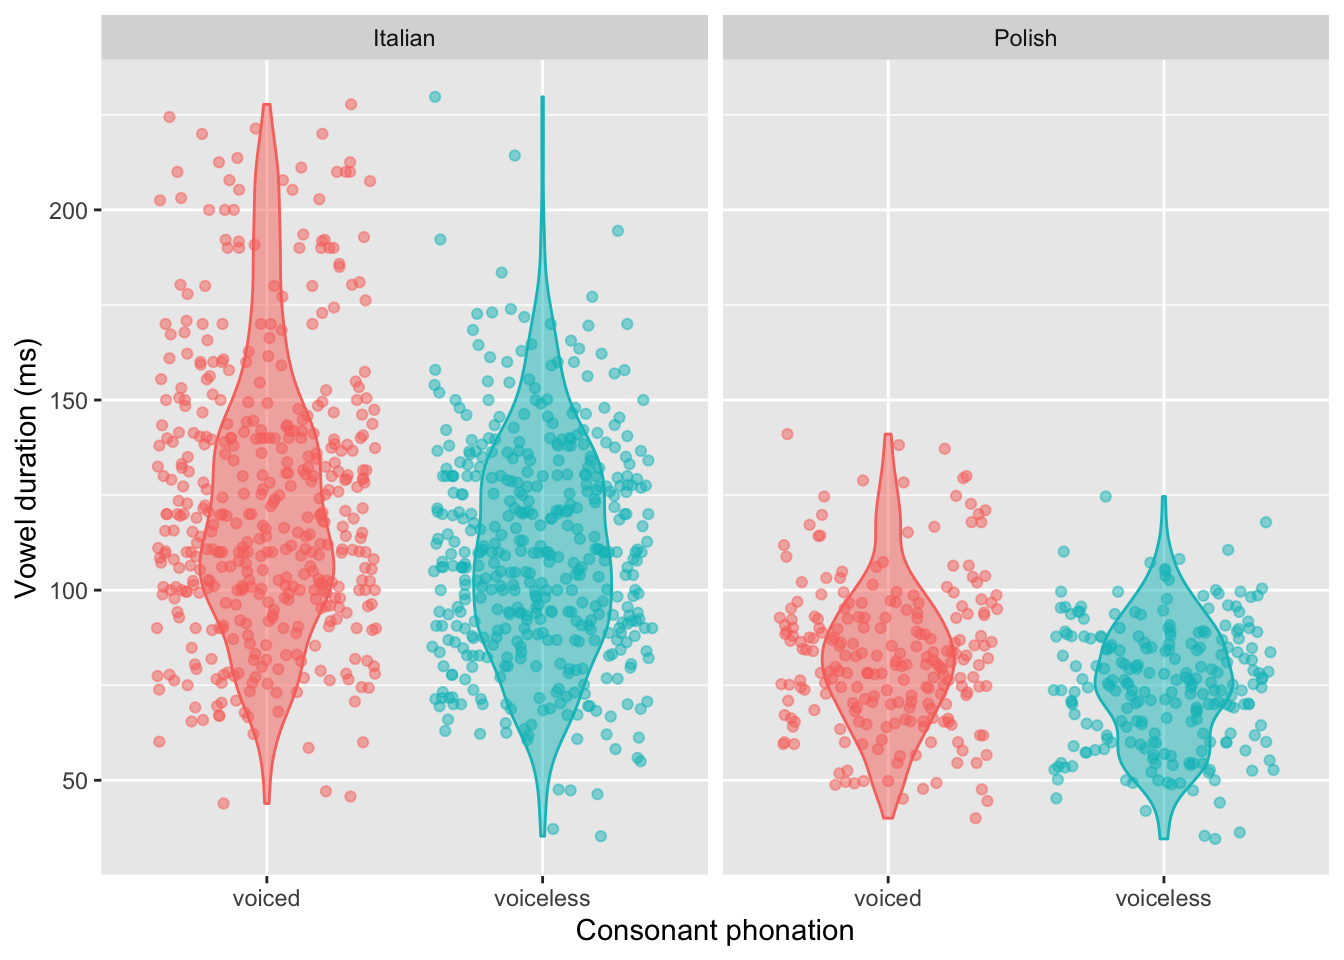 Italian
Polish
Vowel duration (ms)
200
150
100
50
voiced
voiceless
voiced
voiceless
Consonant phonation